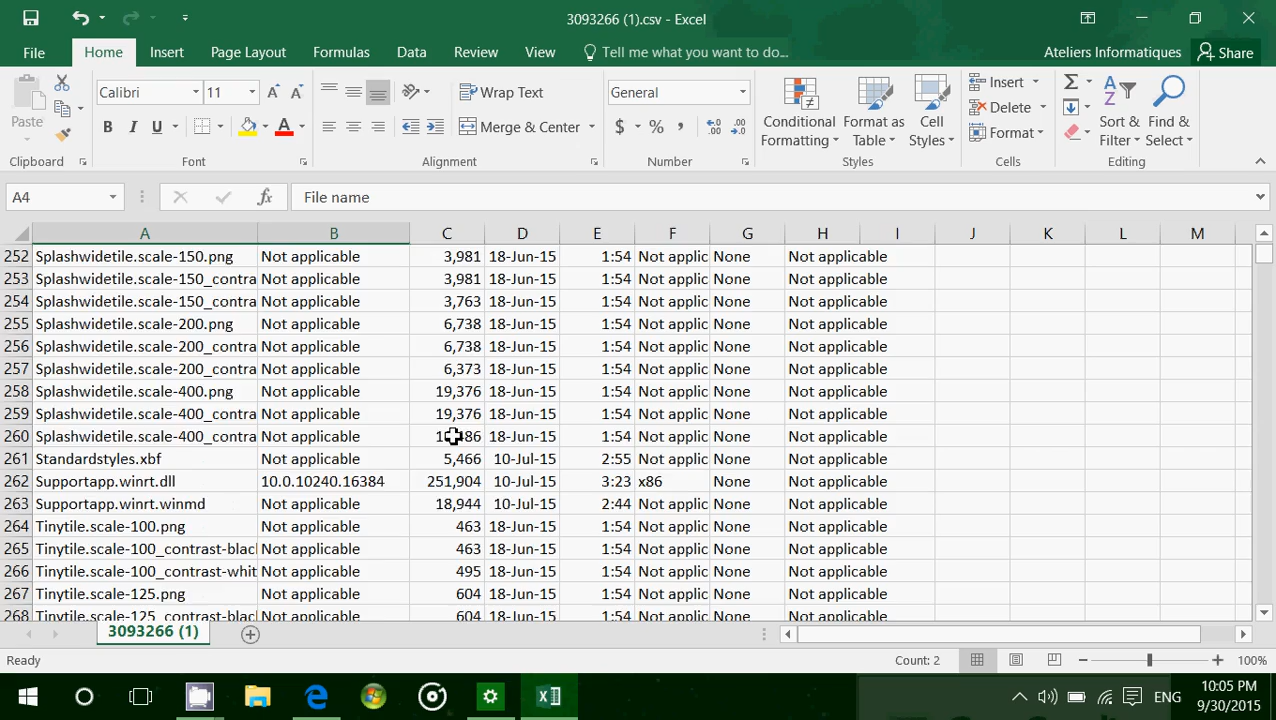 3093266 (1).csv - Excel
File Home Insert Page Layout Formulas Data Review View Tell me what you want to do... Ateliers Informatiques Share
Calibri 11 Wrap Text General Insert
Paste B I U Merge & Center $ % , Conditional Formatting Format as Table Cell Styles Delete Format Sort & Filter Find & Select
Clipboard Font Alignment Number Styles Cells Editing
A4 fx File name
A B C D E F G H I J K L M
252 Splashwidetile.scale-150.png Not applicable 3,981 18-Jun-15 1:54 Not applic None Not applicable
253 Splashwidetile.scale-150_contra Not applicable 3,981 18-Jun-15 1:54 Not applic None Not applicable
254 Splashwidetile.scale-150_contra Not applicable 3,763 18-Jun-15 1:54 Not applic None Not applicable
255 Splashwidetile.scale-200.png Not applicable 6,738 18-Jun-15 1:54 Not applic None Not applicable
256 Splashwidetile.scale-200_contra Not applicable 6,738 18-Jun-15 1:54 Not applic None Not applicable
257 Splashwidetile.scale-200_contra Not applicable 6,373 18-Jun-15 1:54 Not applic None Not applicable
258 Splashwidetile.scale-400.png Not applicable 19,376 18-Jun-15 1:54 Not applic None Not applicable
259 Splashwidetile.scale-400_contra Not applicable 19,376 18-Jun-15 1:54 Not applic None Not applicable
260 Splashwidetile.scale-400_contra Not applicable 18-Jun-15 1:54 Not applic None Not applicable
261 Standardstyles.xbf Not applicable 5,466 10-Jul-15 2:55 Not applic None Not applicable
262 Supportapp.winrt.dll 10.0.10240.16384 251,904 10-Jul-15 3:23 x86 None Not applicable
263 Supportapp.winrt.winmd Not applicable 18,944 10-Jul-15 2:44 Not applic None Not applicable
264 Tinytile.scale-100.png Not applicable 463 18-Jun-15 1:54 Not applic None Not applicable
265 Tinytile.scale-100_contrast-blac Not applicable 463 18-Jun-15 1:54 Not applic None Not applicable
266 Tinytile.scale-100_contrast-whit Not applicable 495 18-Jun-15 1:54 Not applic None Not applicable
267 Tinytile.scale-125.png Not applicable 604 18-Jun-15 1:54 Not applic None Not applicable
268 Tinytile.scale-125_contrast-blac Not applicable 604 18-Jun-15 1:54 Not applic None Not applicable
3093266 (1)
Ready Count: 2 100%
ENG 10:05 PM
9/30/2015